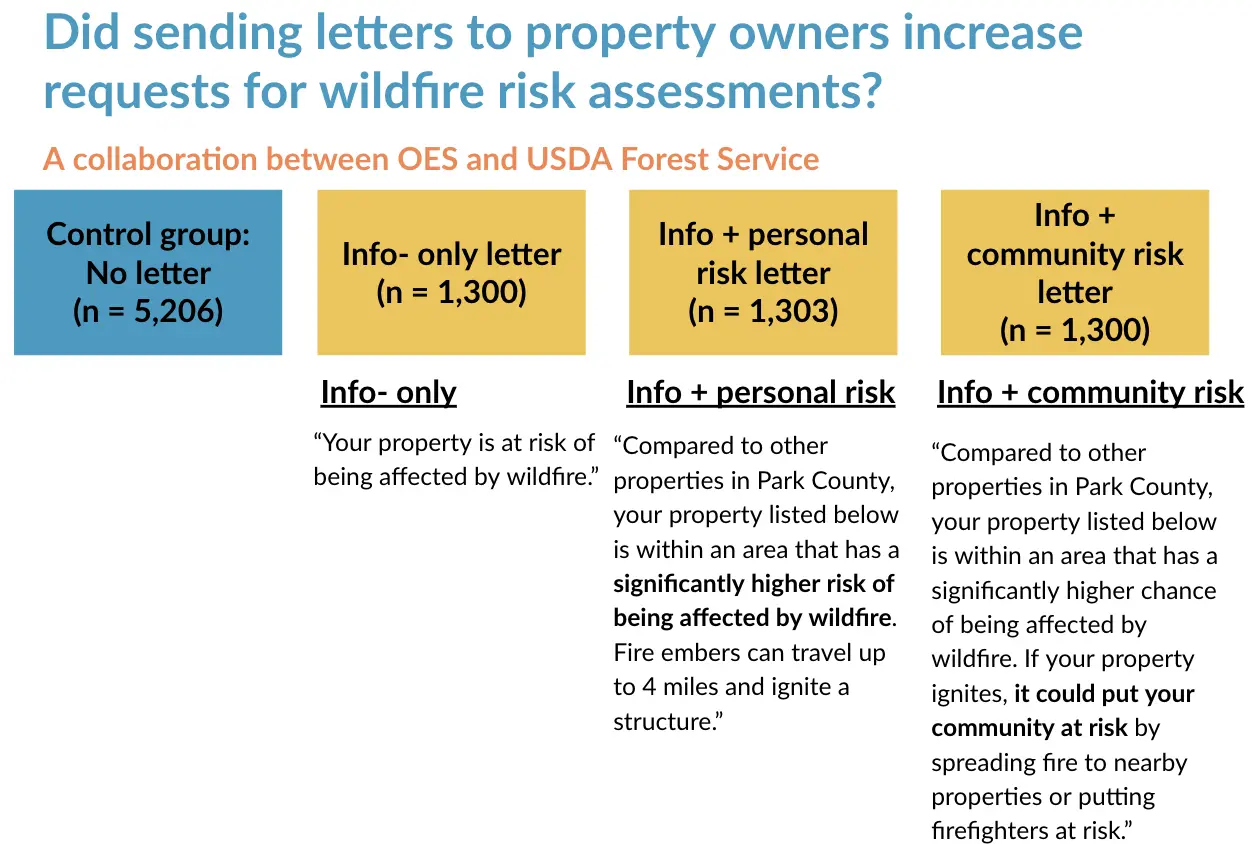 Did sending letters to property owners increase
requests for wildfire risk assessments?
A collaboration between OES and USDA Forest Service
Control group:
No letter
(n = 5,206)
Info- only letter
(n = 1,300)
Info + personal
risk letter
(n = 1,303)
Info +
community risk
letter
(n = 1,300)
Info- only
“Your property is at risk of
being affected by wildfire.”
Info + personal risk
“Compared to other
properties in Park County,
your property listed below
is within an area that has a
significantly higher risk of
being affected by wildfire.
Fire embers can travel up
to 4 miles and ignite a
structure.”
Info + community risk
“Compared to other
properties in Park County,
your property listed below
is within an area that has a
significantly higher chance
of being affected by
wildfire. If your property
ignites, it could put your
community at risk by
spreading fire to nearby
properties or putting
firefighters at risk.”